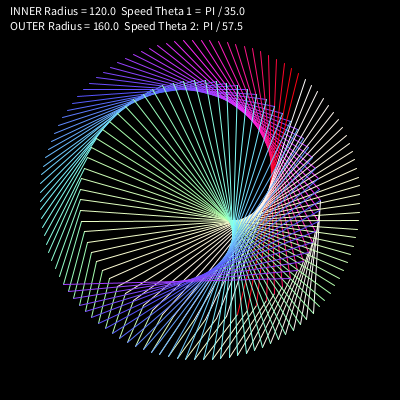 INNER Radius = 120.0  Speed Theta 1 =  PI / 35.0
OUTER Radius = 160.0  Speed Theta 2:  PI / 57.5